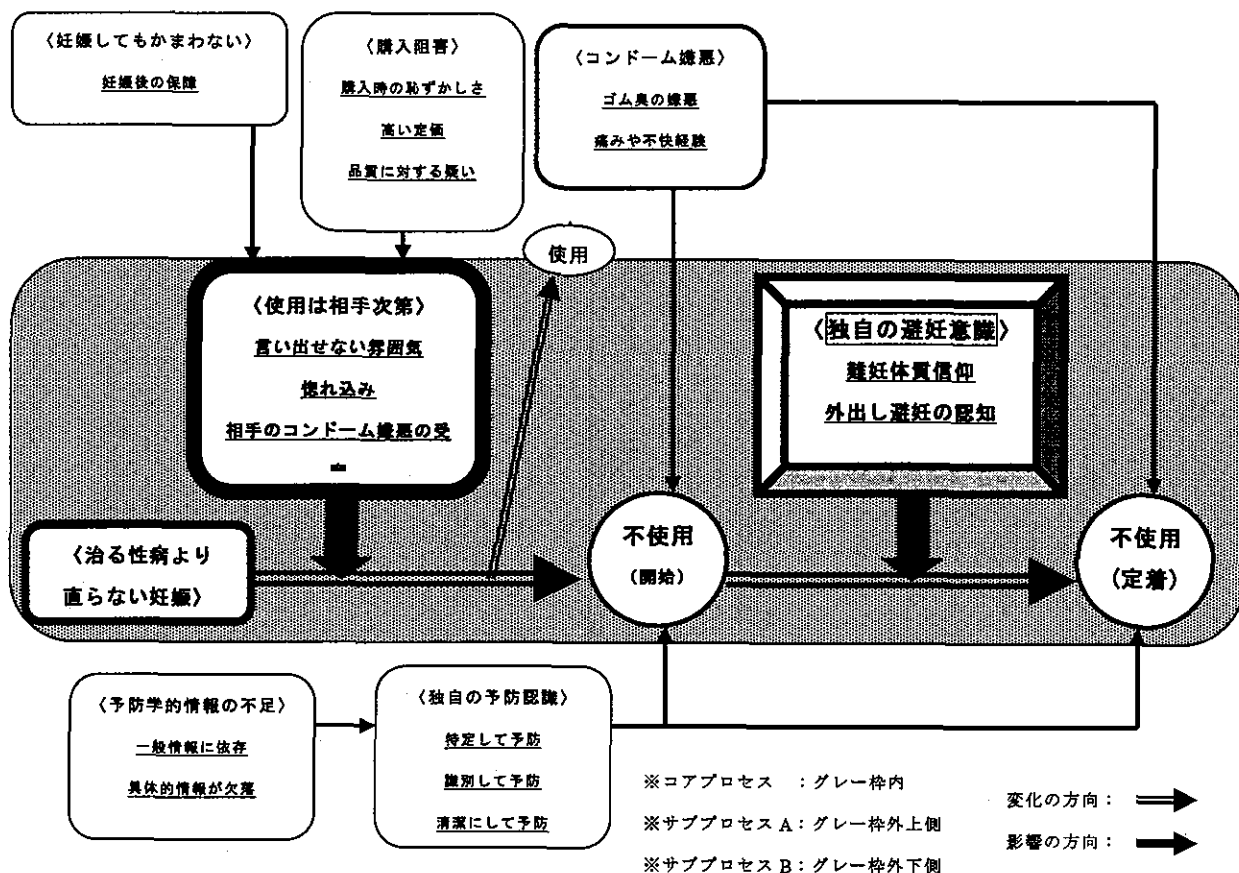 〈妊娠してもかまわない〉
妊娠後の保障
〈購入阻害〉
購入時の恥ずかしさ
高い定価
品質に対する疑い
〈コンドーム嫌悪〉
ゴム臭の嫌悪
痛みや不快経験
使用
〈使用は相手次第〉
言い出せない雰囲気
惚れ込み
相手のコンドーム嫌悪の受
〈独自の避妊意識〉
難妊体質信仰
外出し避妊の認知
〈治る性病より
直らない妊娠〉
不使用
(開始)
不使用
(定着)
〈予防学的情報の不足〉
一般情報に依存
具体的情報が欠落
〈独自の予防認識〉
特定して予防
識別して予防
清潔にして予防
※コアプロセス　：グレー枠内
※サブプロセスA：グレー枠外上側
※サブプロセスB：グレー枠外下側
変化の方向：
影響の方向：